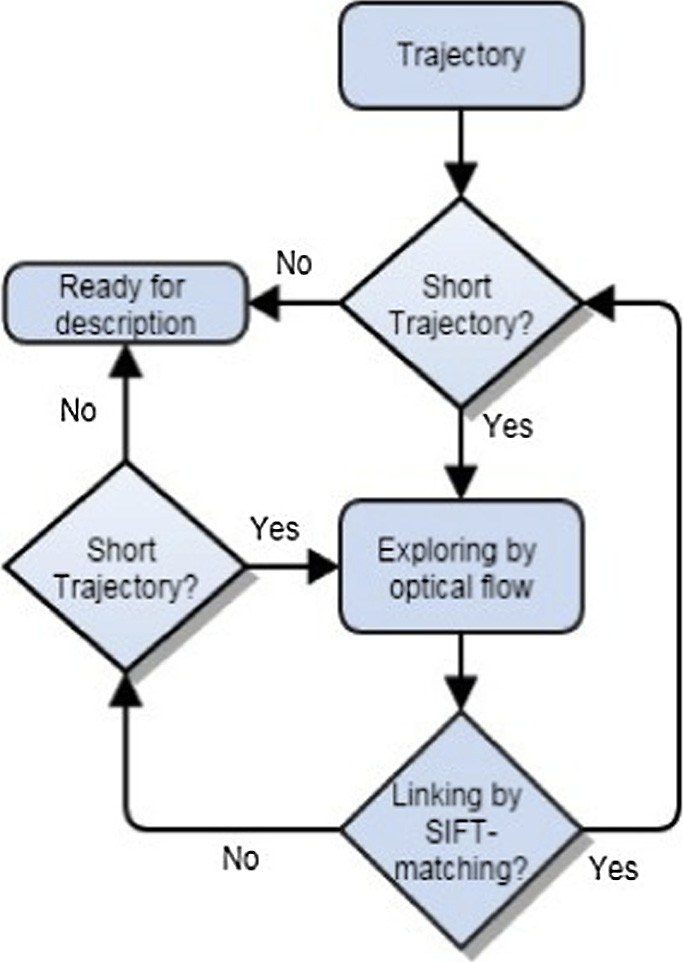 Trajectory
No
Short
Trajectory?
Ready for
description
No
Yes
Short
Trajectory?
Yes
Exploring by
optical flow
Linking by
SIFT-
matching?
No
Yes